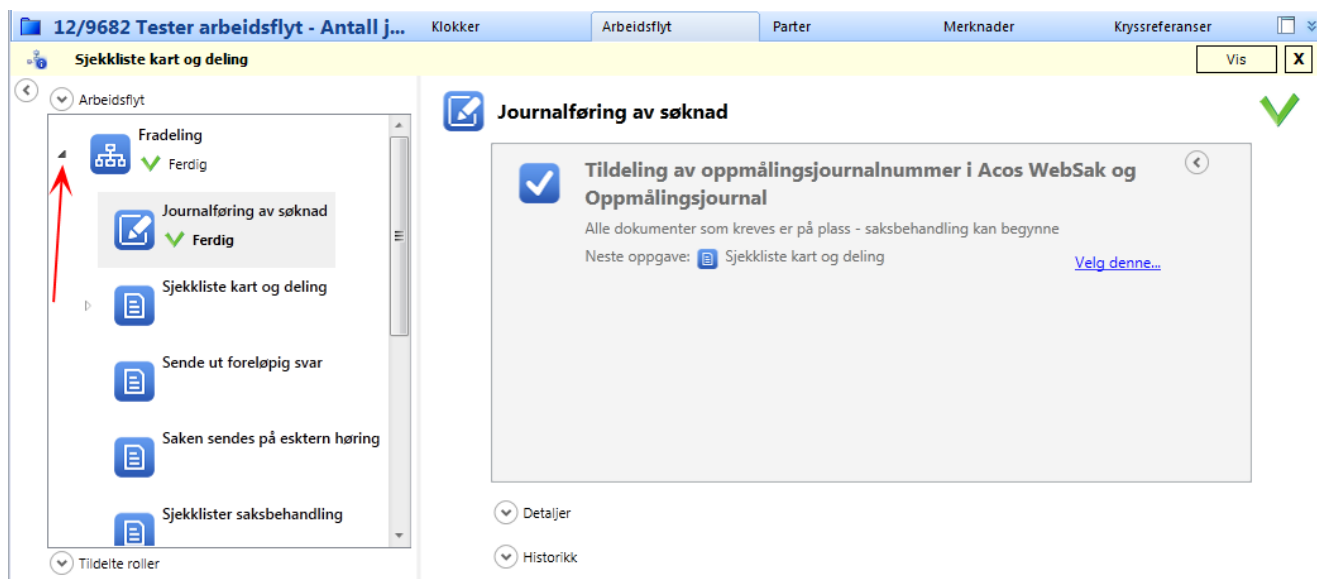 12/9682 Tester arbeidsflyt - Antall j...
Klokker
Arbeidsflyt
Parter
Merknader
Kryssreferanser
Sjekkliste kart og deling
Vis
X
Arbeidsflyt
Fradeling
Ferdig
Journalføring av søknad
Ferdig
Sjekkliste kart og deling
Sende ut foreløpig svar
Saken sendes på esktern høring
Sjekklister saksbehandling
Tildelte roller
Journalføring av søknad
Tildeling av oppmålingsjournalnummer i Acos WebSak og
Oppmålingsjournal
Alle dokumenter som kreves er på plass - saksbehandling kan begynne
Neste oppgave: Sjekkliste kart og deling
Velg denne...
Detaljer
Historikk